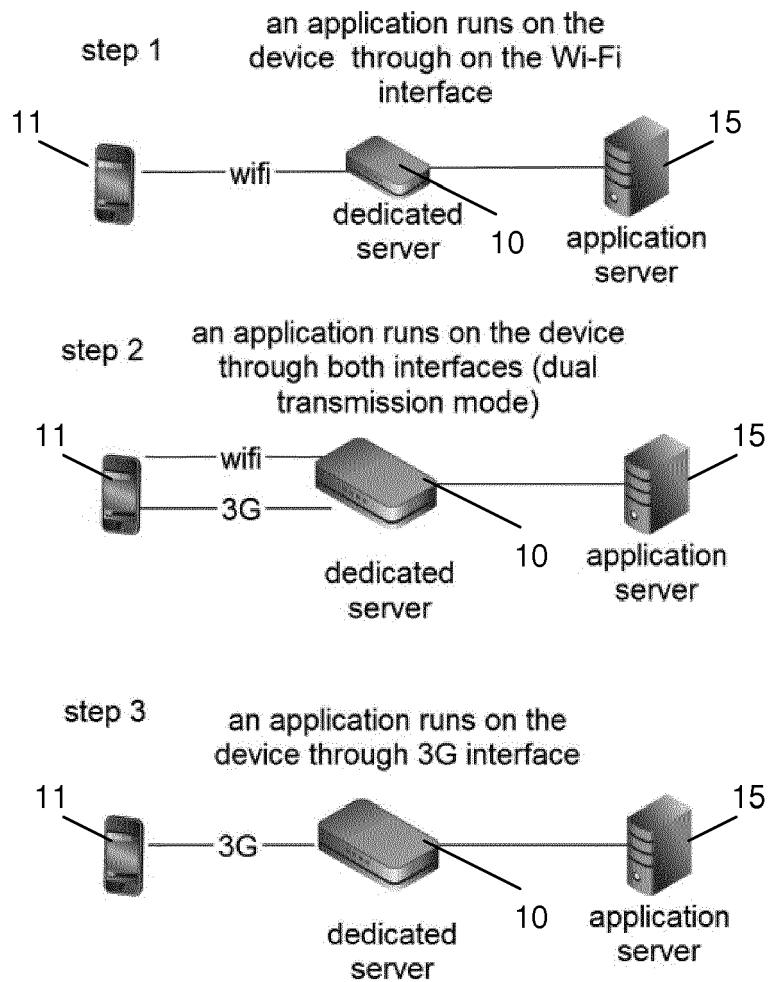 step 1
an application runs on the
device through on the Wi-Fi
interface
11
15
wifi
dedicated
server
10
application
server
step 2
an application runs on the device
through both interfaces (dual
transmission mode)
11
15
wifi
3G
10
dedicated
server
application
server
step 3
an application runs on the
device through 3G interface
11
15
3G
10
dedicated
server
application
server